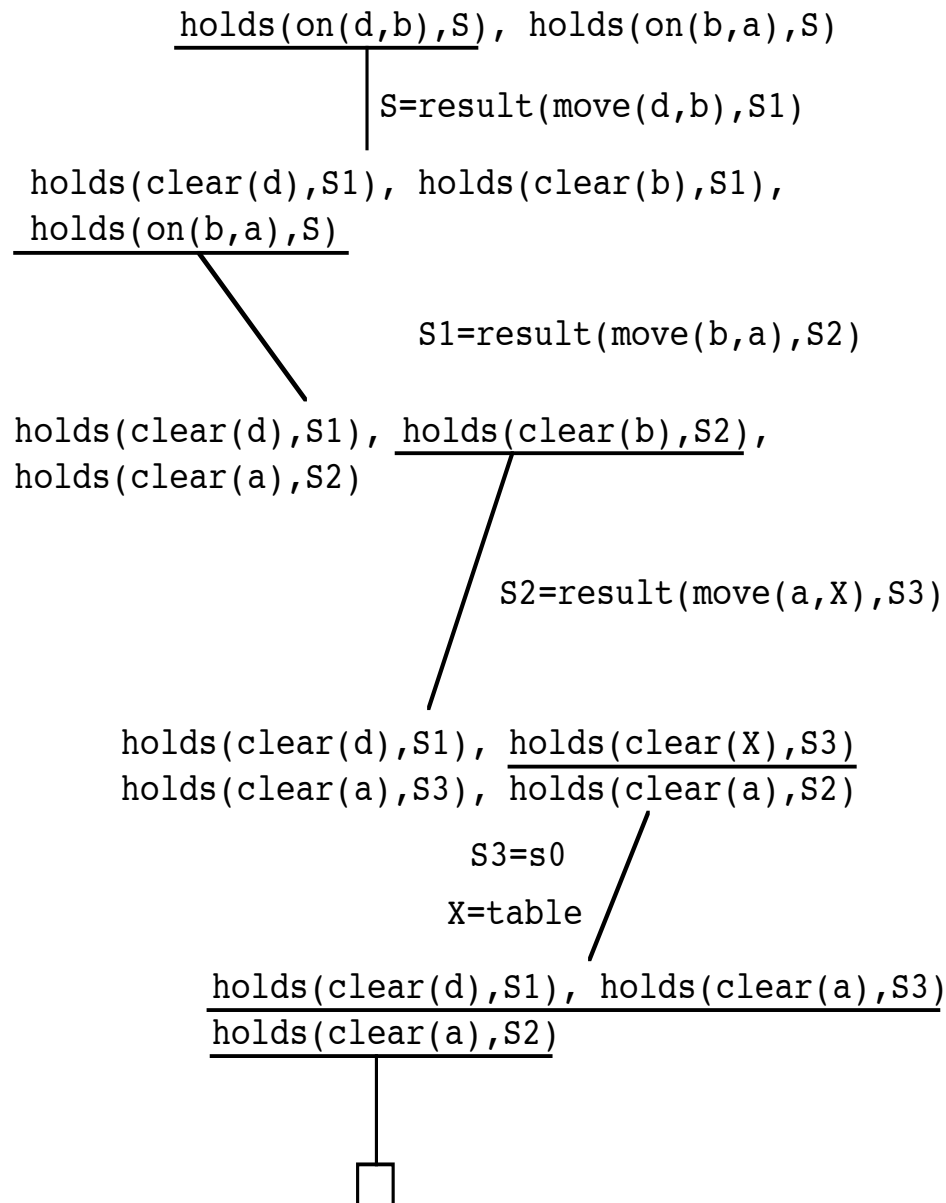 holds(on(d,b),S), holds(on(b,a),S)
S=result(move(d,b),S1)
holds(clear(d),S1), holds(clear(b),S1),
holds(on(b,a),S)
S1=result(move(b,a),S2)
holds(clear(d),S1), holds(clear(b),S2),
holds(clear(a),S2)
S2=result(move(a,X),S3)
holds(clear(d),S1), holds(clear(X),S3)
holds(clear(a),S3), holds(clear(a),S2)
S3=s0
X=table
holds(clear(d),S1), holds(clear(a),S3)
holds(clear(a),S2)